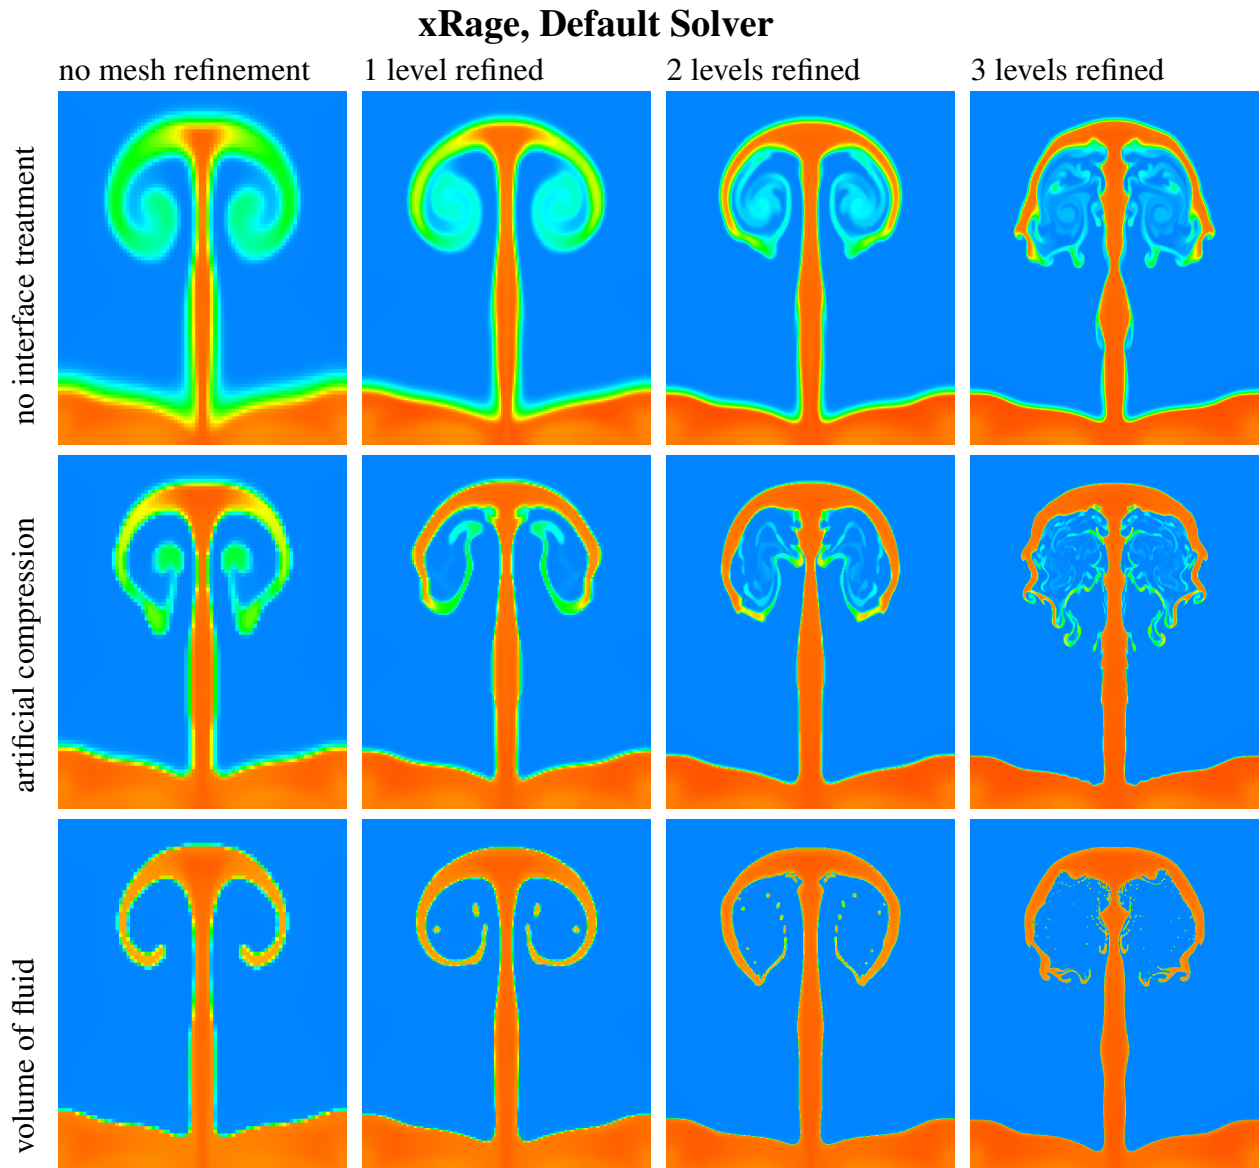 xRage, Default Solver
no mesh refinement
1 level refined
2 levels refined
3 levels refined
no interface treatment
artificial compression
volume of fluid